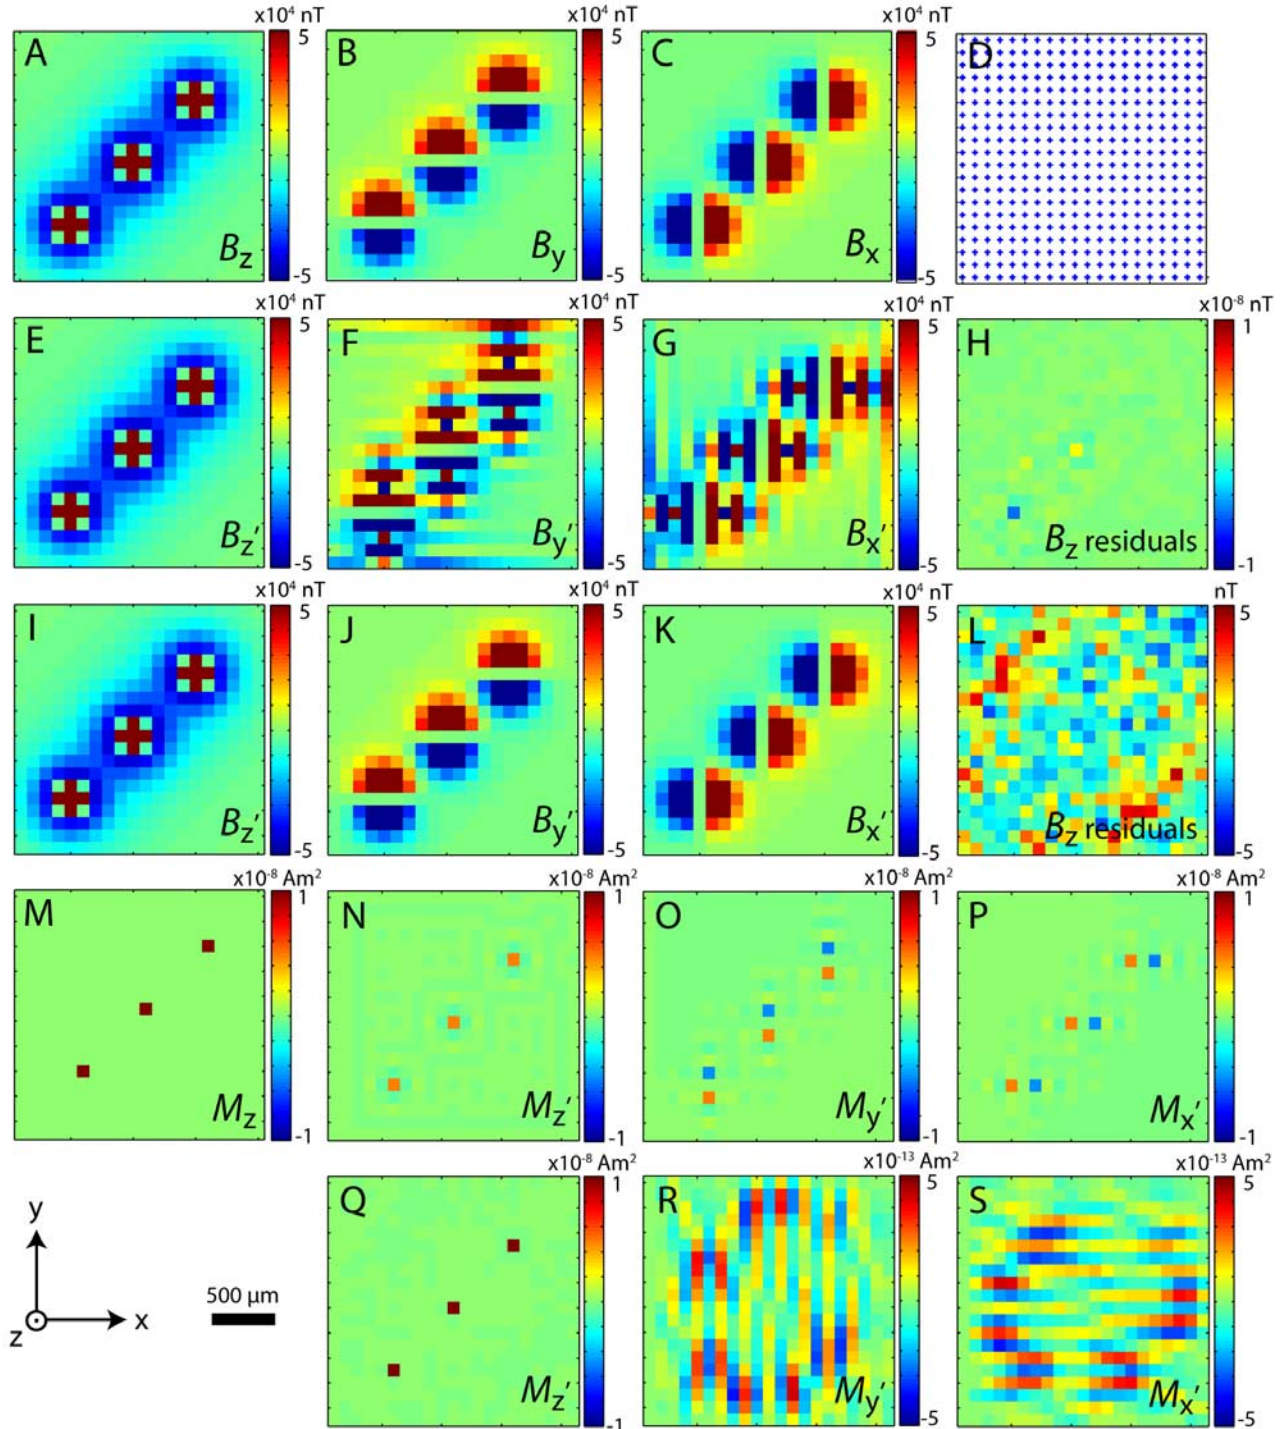 x10⁴ nT x10⁴ nT x10⁴ nT
A 5 B 5 C 5 D
Bz By Bx
-5 -5 -5
x10⁴ nT x10⁴ nT x10⁴ nT x10⁻⁸ nT
E 5 F 5 G 5 H 1
Bz′ By′ Bx′ Bz residuals
-5 -5 -5 -1
x10⁴ nT x10⁴ nT x10⁴ nT nT
I 5 J 5 K 5 L 5
Bz′ By′ Bx′ Bz residuals
-5 -5 -5 -5
x10⁻⁸ Am² x10⁻⁸ Am² x10⁻⁸ Am² x10⁻⁸ Am²
M 1 N 1 O 1 P 1
Mz Mz′ My′ Mx′
-1 -1 -1 -1
x10⁻⁸ Am² x10⁻¹³ Am² x10⁻¹³ Am²
Q 1 R 5 S 5
y
500 µm
z x
Mz′ My′ Mx′
-1 -5 -5